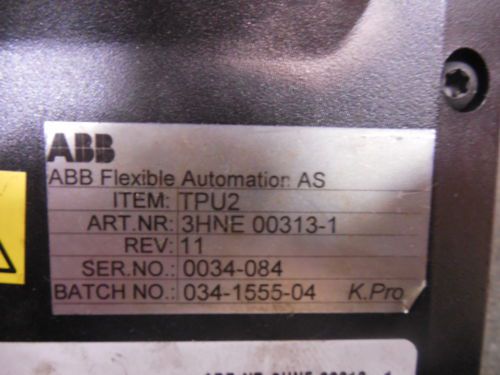 ABB
ABB Flexible Automation AS
ITEM: TPU2
ART.NR: 3HNE 00313-1
REV: 11
SER.NO.: 0034-084
BATCH NO.: 034-1555-04 K.Pro